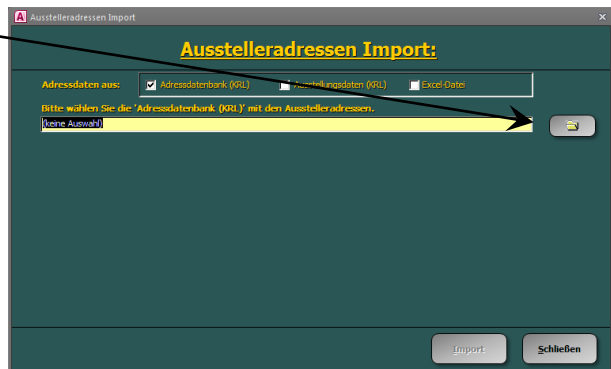 A Ausstelleradressen Import
Ausstelleradressen Import:
Adressdaten aus: Adressdatenbank (KRL) Ausstellungsdaten (KRL) Excel-Datei
Bitte wählen Sie die 'Adressdatenbank (KRL)' mit den Ausstelleradressen.
(keine Auswahl)
Import Schließen